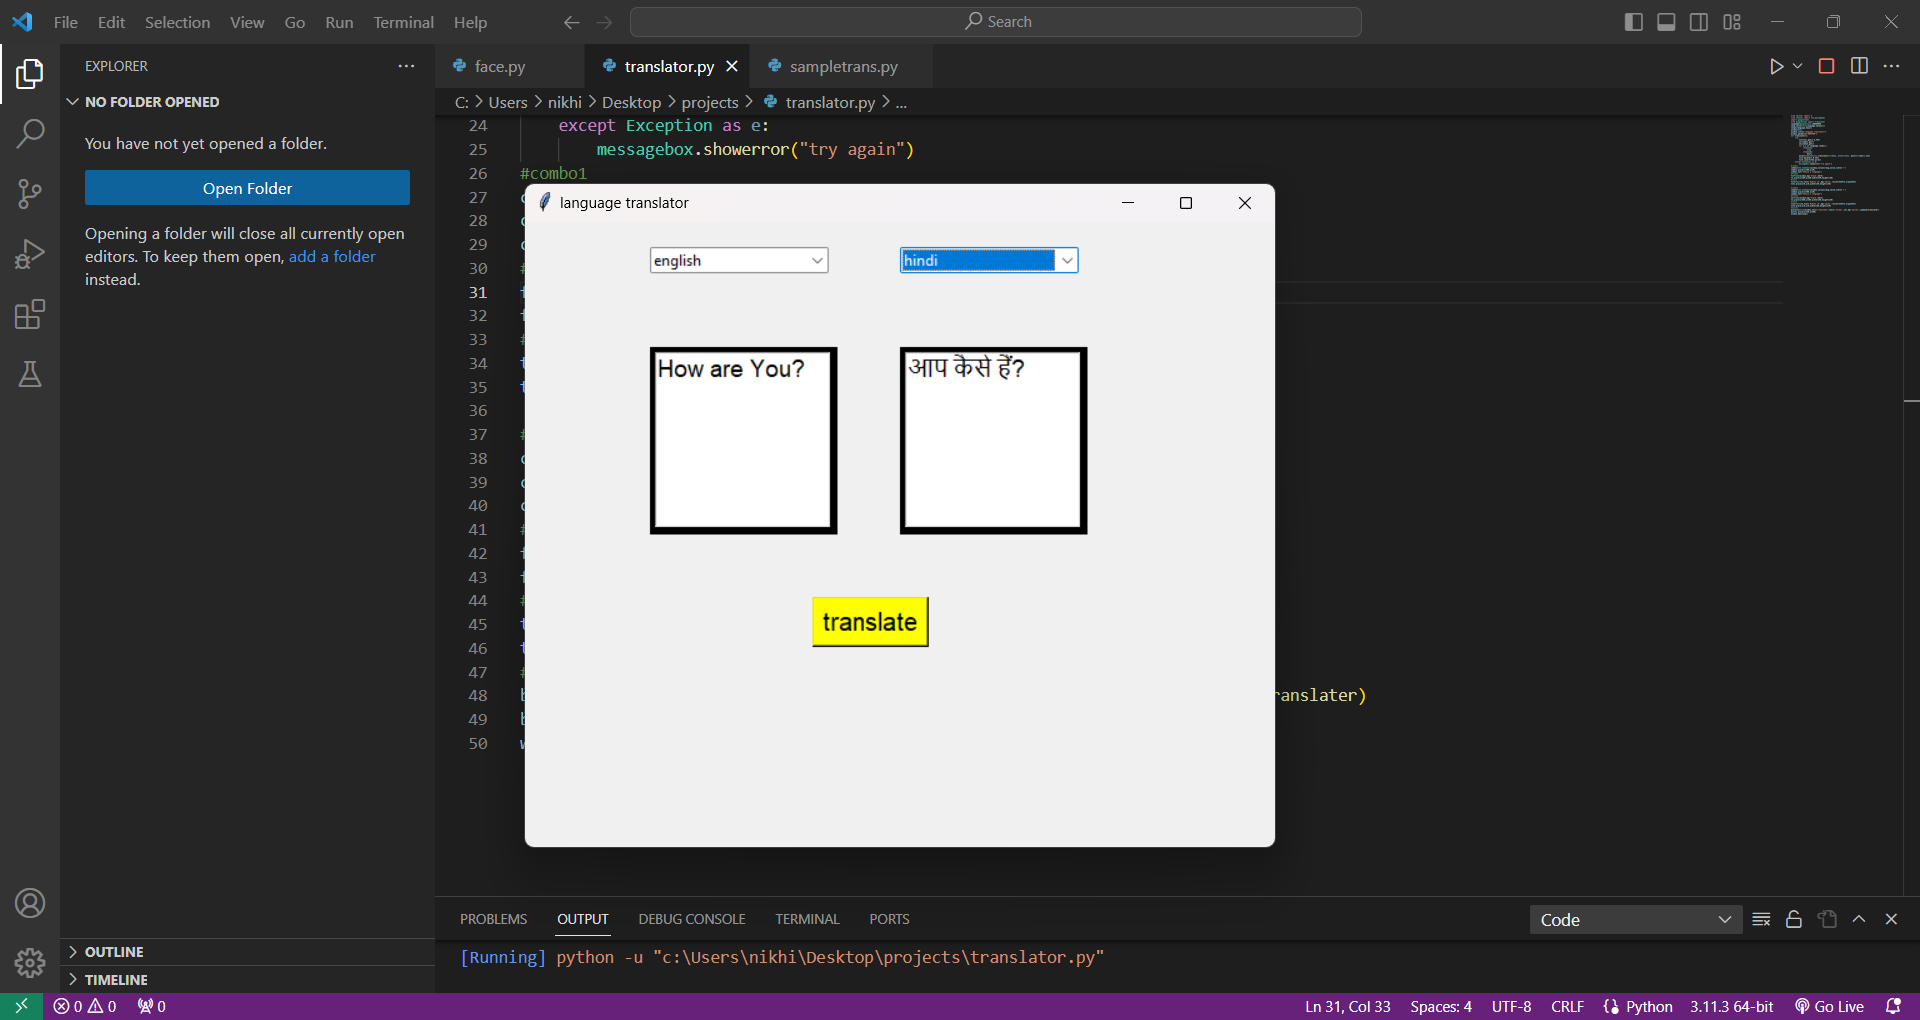 File Edit Selection View Go Run Terminal Help
Search
EXPLORER
NO FOLDER OPENED
You have not yet opened a folder.
Open Folder
Opening a folder will close all currently open
editors. To keep them open, add a folder
instead.
OUTLINE
TIMELINE
face.py translator.py sampletrans.py
C: > Users > nikhi > Desktop > projects > translator.py > ...
24 except Exception as e:
25 messagebox.showerror("try again")
26 #combo1
27
28
29
30 #
31
32
33 #
34
35
36
37 #
38
39
40
41 #
42
43
44 #
45
46
47 #
48 ranslater)
49
50
language translator
english hindi
How are You? आप कैसे हैं?
translate
PROBLEMS OUTPUT DEBUG CONSOLE TERMINAL PORTS
Code
[Running] python -u "c:\Users\nikhi\Desktop\projects\translator.py"
0 0 0 Ln 31, Col 33 Spaces: 4 UTF-8 CRLF Python 3.11.3 64-bit Go Live